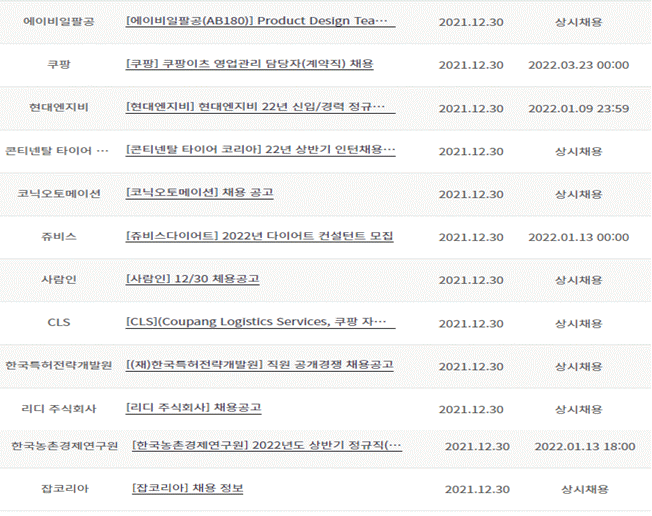 에이비일팔공 [에이비일팔공(AB180)] Product Design Tea⋯ 2021.12.30 상시채용
쿠팡 [쿠팡] 쿠팡이츠 영업관리 담당자(계약직) 채용 2021.12.30 2022.03.23 00:00
현대엔지비 [현대엔지비] 현대엔지비 22년 신입/경력 정규⋯ 2021.12.30 2022.01.09 23:59
콘티넨탈 타이어 ⋯ [콘티넨탈 타이어 코리아] 22년 상반기 인턴채용⋯ 2021.12.30 상시채용
코닉오토메이션 [코닉오토메이션] 채용 공고 2021.12.30 상시채용
쥬비스 [쥬비스다이어트] 2022년 다이어트 컨설턴트 모집 2021.12.30 2022.01.13 00:00
사람인 [사람인] 12/30 채용공고 2021.12.30 상시채용
CLS [CLS](Coupang Logistics Services, 쿠팡 자⋯ 2021.12.30 상시채용
한국특허전략개발원 [(재)한국특허전략개발원] 직원 공개경쟁 채용공고 2021.12.30 상시채용
리디 주식회사 [리디 주식회사] 채용공고 2021.12.30 상시채용
한국농촌경제연구원 [한국농촌경제연구원] 2022년도 상반기 정규직(⋯ 2021.12.30 2022.01.13 18:00
잡코리아 [잡코리아] 채용 정보 2021.12.30 상시채용